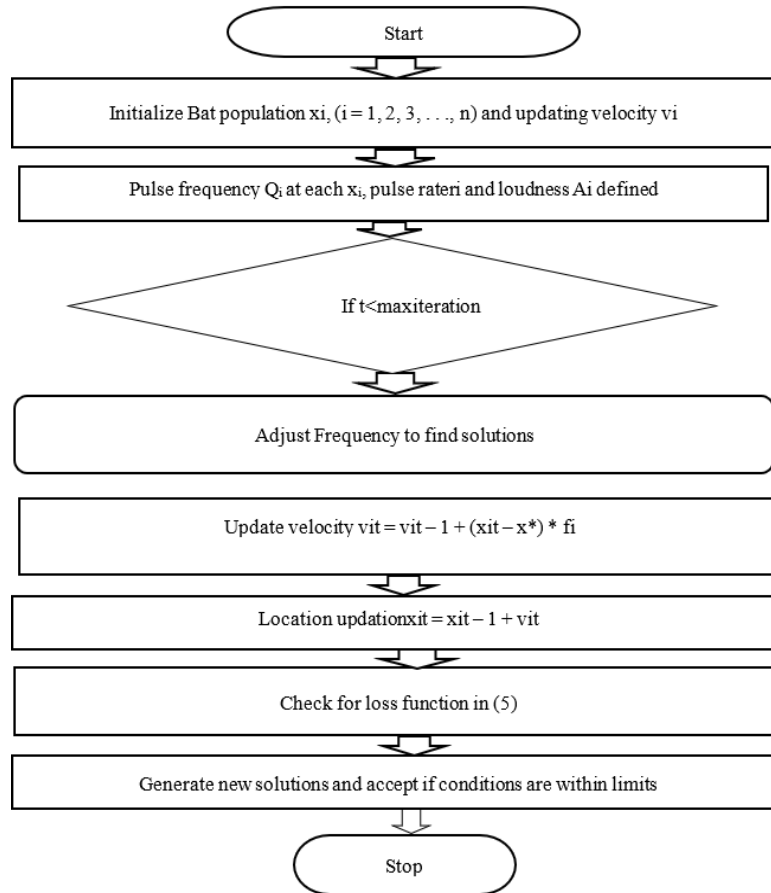 Start
Initialize Bat population xi, (i = 1, 2, 3, . . ., n) and updating velocity vi
Pulse frequency Qi at each xi, pulse rateri and loudness Ai defined
If t<maxiteration
Adjust Frequency to find solutions
Update velocity vit = vit – 1 + (xit – x*) * fi
Location updationxit = xit – 1 + vit
Check for loss function in (5)
Generate new solutions and accept if conditions are within limits
Stop